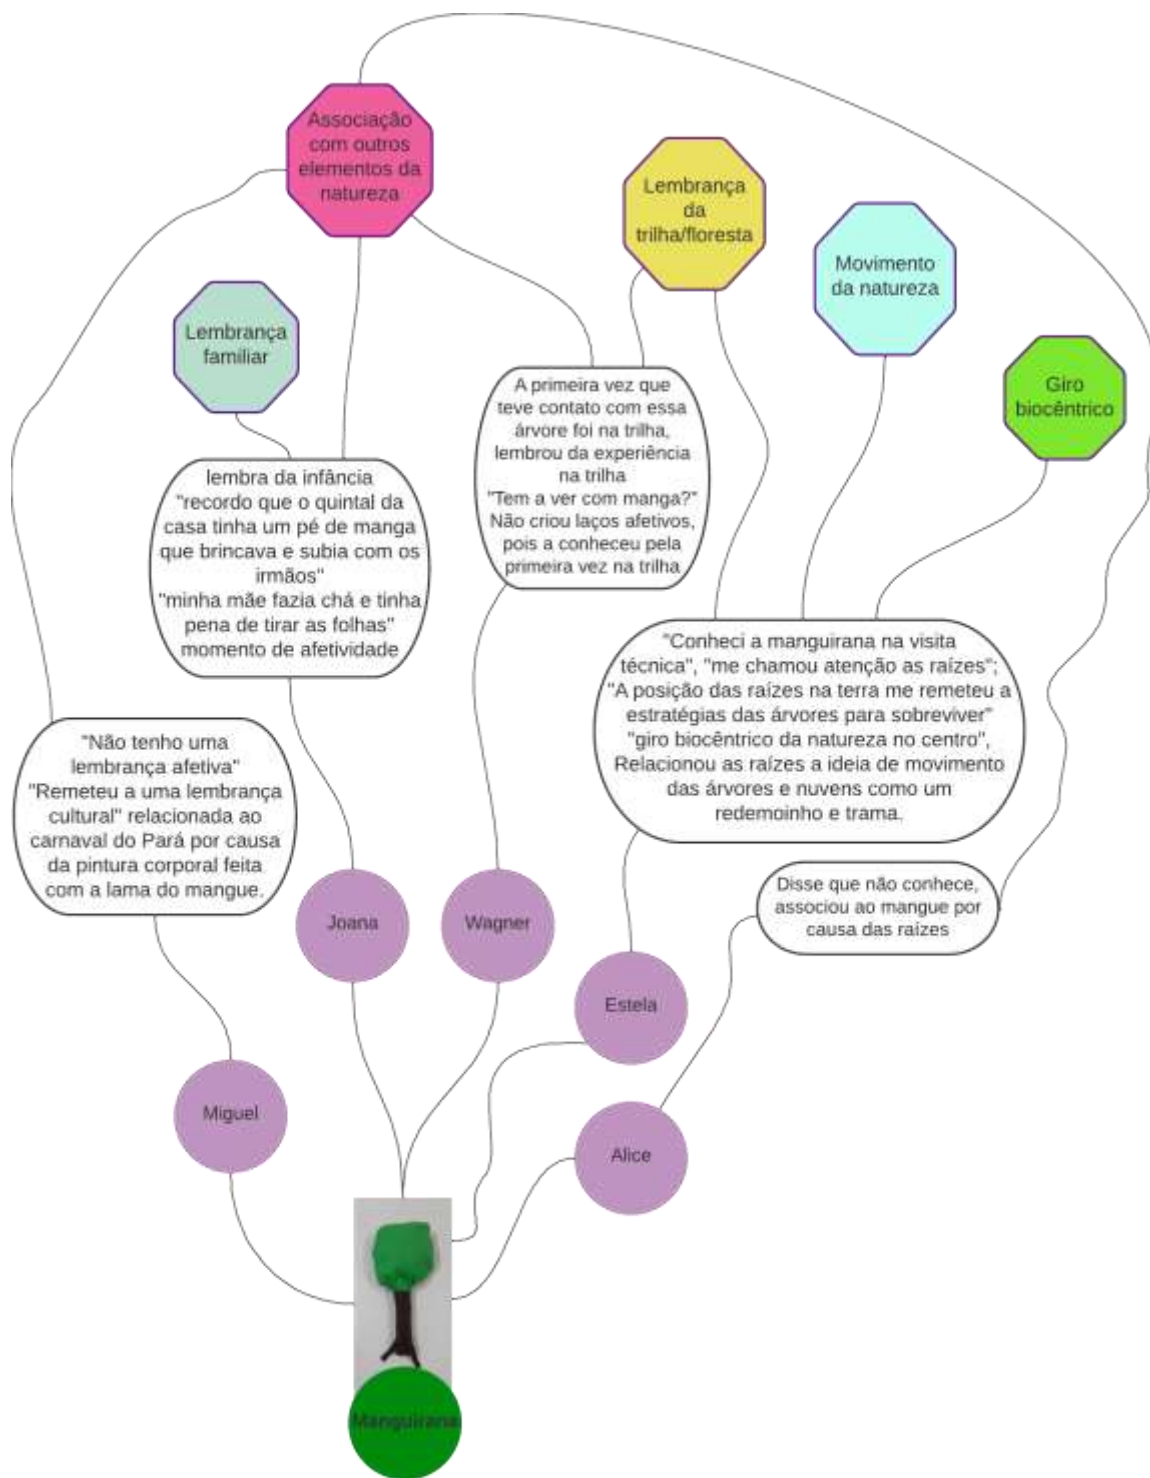 Associação
com outros
elementos da
natureza
Lembrança
da
trilha/floresta
Movimento
da natureza
Lembrança
familiar
Giro
biocêntrico
A primeira vez que
teve contato com essa
árvore foi na trilha,
lembrou da experiência
na trilha
"Tem a ver com manga?"
Não criou laços afetivos,
pois a conheceu pela
primeira vez na trilha
lembra da infância
"recordo que o quintal da
casa tinha um pé de manga
que brincava e subia com os
irmãos"
"minha mãe fazia chá e tinha
pena de tirar as folhas"
momento de afetividade
"Conheci a manguirana na visita
técnica", "me chamou atenção as raízes";
"A posição das raízes na terra me remeteu a
estratégias das árvores para sobreviver"
"giro biocêntrico da natureza no centro",
Relacionou as raízes a ideia de movimento
das árvores e nuvens como um
redemoinho e trama.
"Não tenho uma
lembrança afetiva"
"Remeteu a uma lembrança
cultural" relacionada ao
carnaval do Pará por causa
da pintura corporal feita
com a lama do mangue.
Disse que não conhece,
associou ao mangue por
causa das raízes
Joana
Wagner
Estela
Miguel
Alice
Manguirana